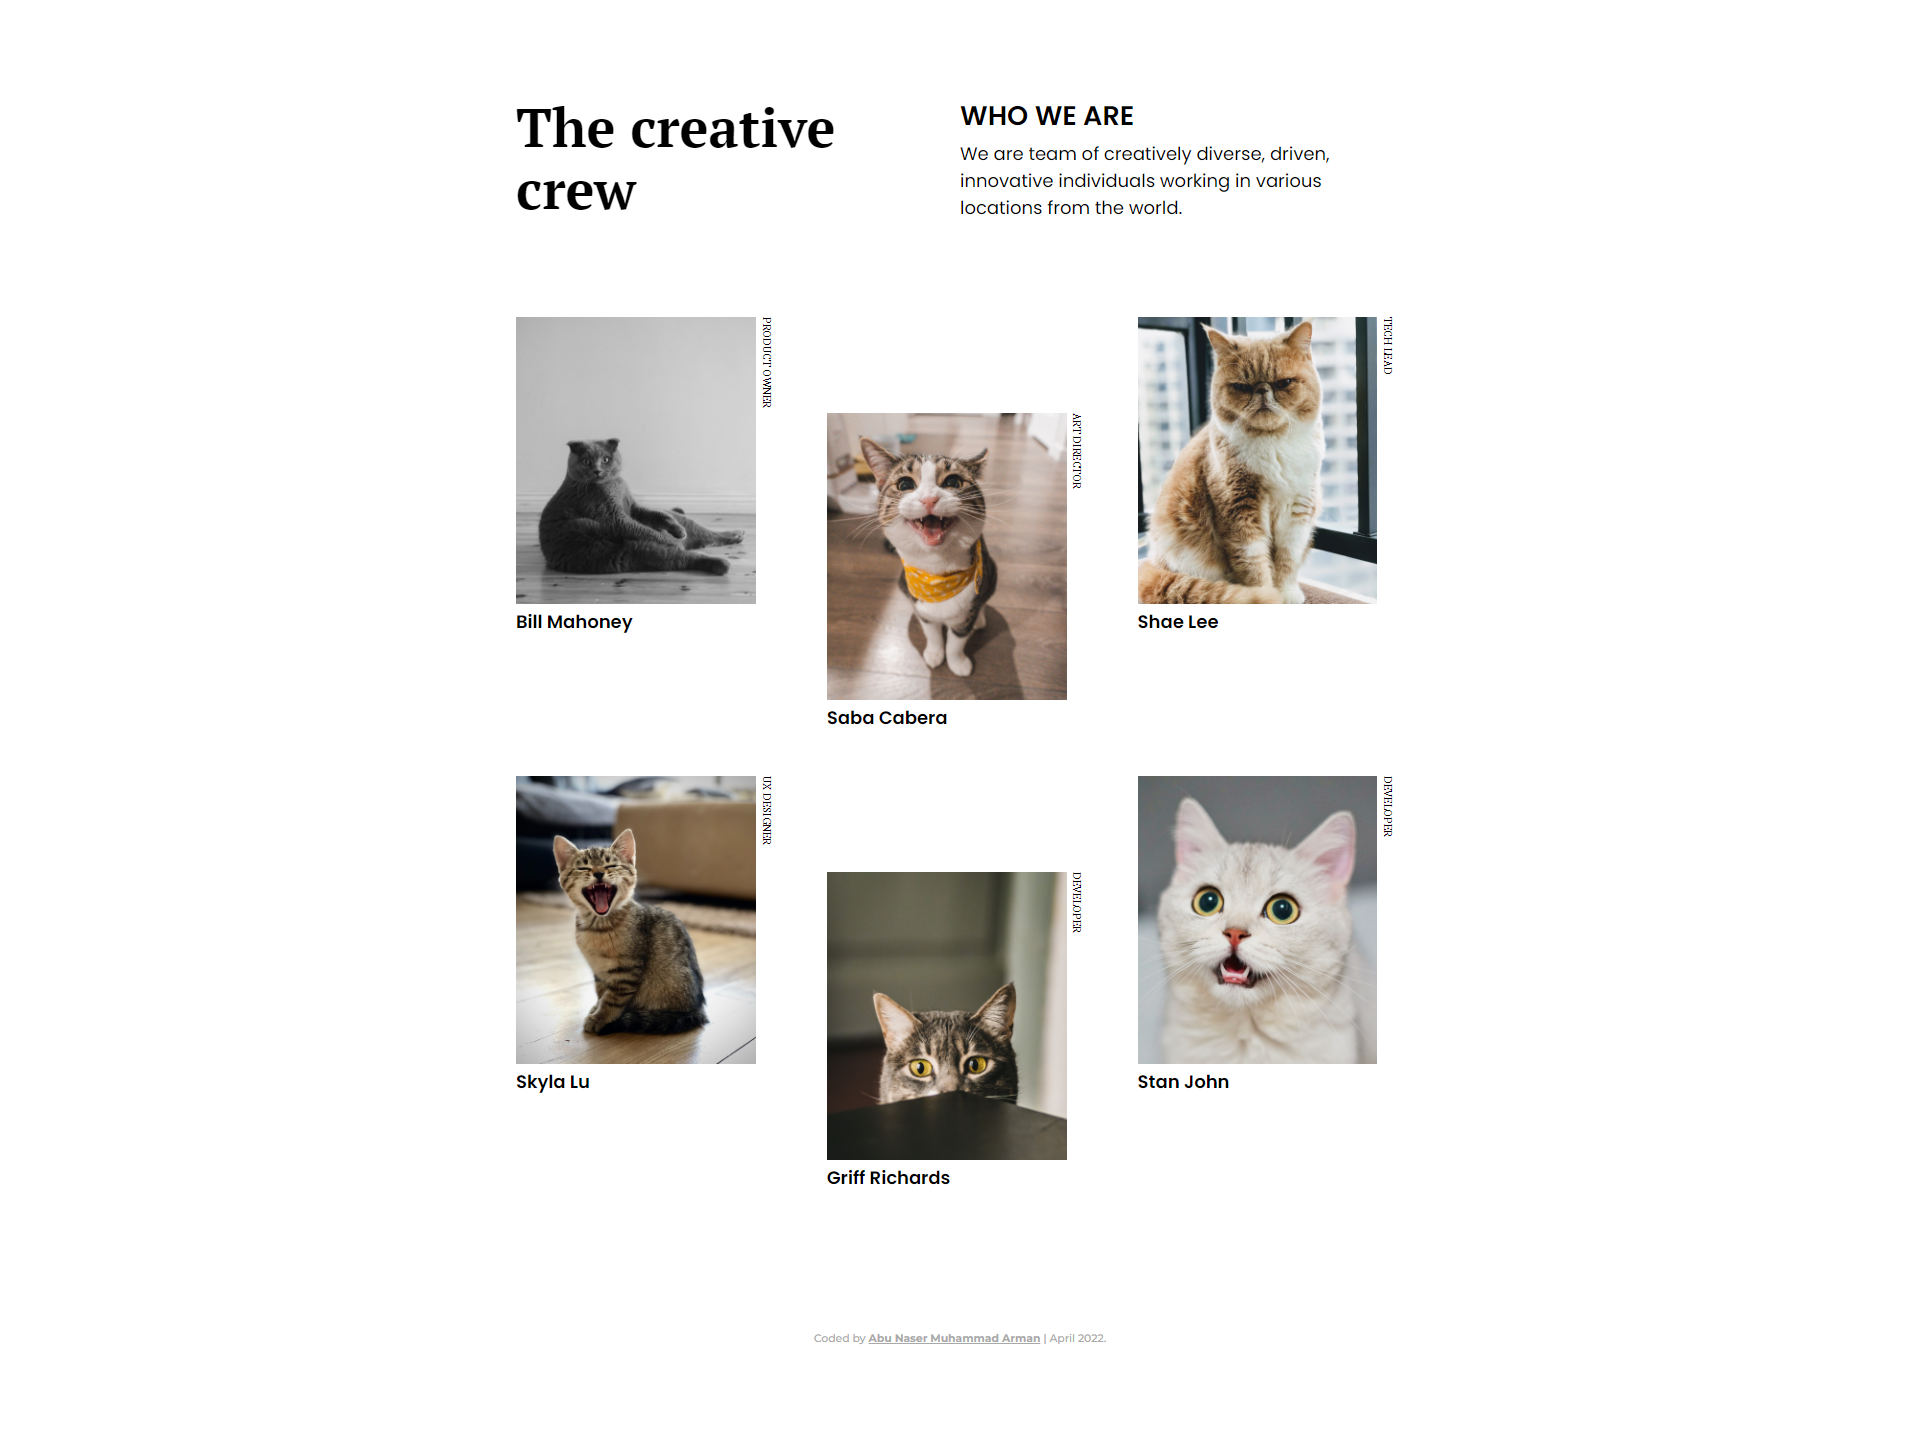 The creative
crew
WHO WE ARE
We are team of creatively diverse, driven,
innovative individuals working in various
locations from the world.
PRODUCT OWNER
Bill Mahoney
ART DIRECTOR
Saba Cabera
TECH LEAD
Shae Lee
UX DESIGNER
Skyla Lu
DEVELOPER
Griff Richards
DEVELOPER
Stan John
Coded by Abu Naser Muhammad Arman | April 2022.